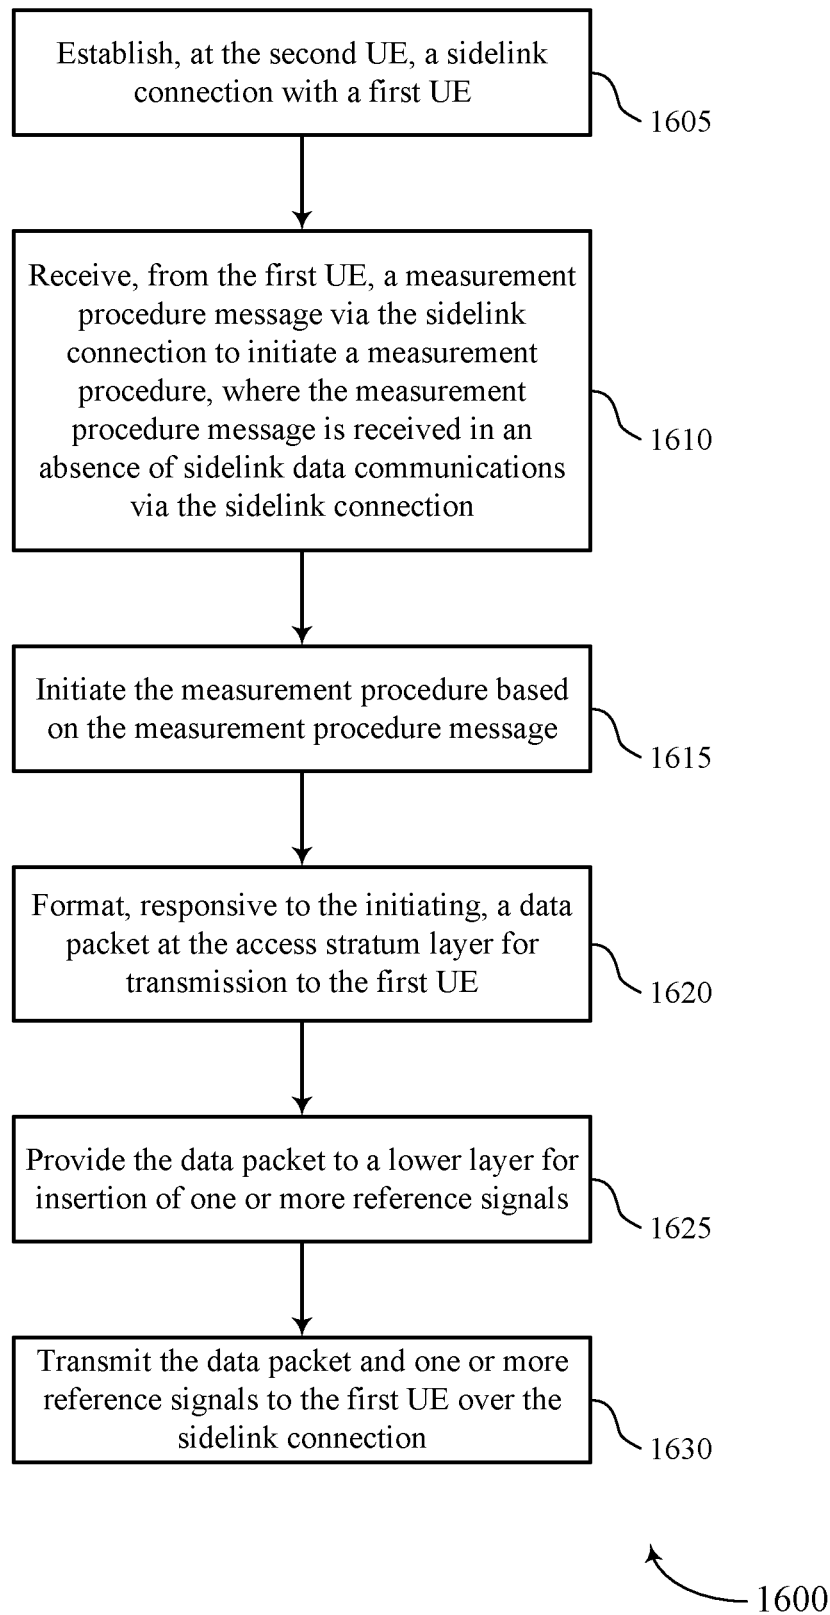 Establish, at the second UE, a sidelink
connection with a first UE
1605
Receive, from the first UE, a measurement
procedure message via the sidelink
connection to initiate a measurement
procedure, where the measurement
procedure message is received in an
absence of sidelink data communications
via the sidelink connection
1610
Initiate the measurement procedure based
on the measurement procedure message
1615
Format, responsive to the initiating, a data
packet at the access stratum layer for
transmission to the first UE
1620
Provide the data packet to a lower layer for
insertion of one or more reference signals
1625
Transmit the data packet and one or more
reference signals to the first UE over the
sidelink connection
1630
1600